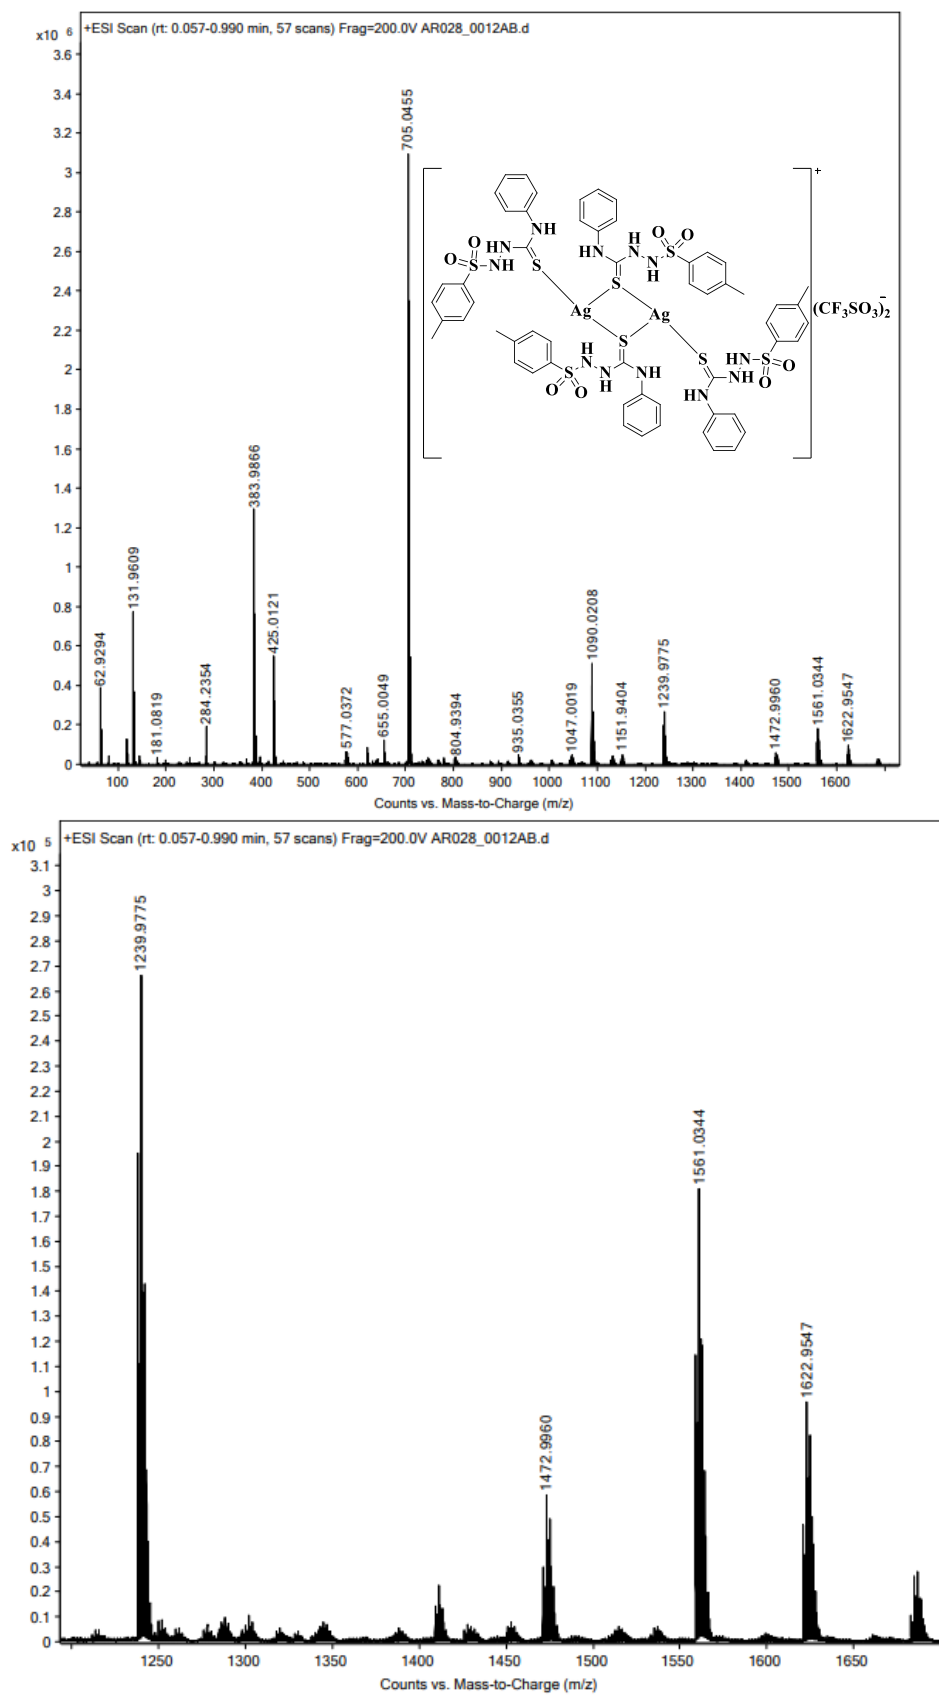 +ESI Scan (rt: 0.057-0.990 min, 57 scans) Frag=200.0V AR028_0012AB.d
x10 6
3.6
3.4
3.2
3
2.8
2.6
2.4
2.2
2
1.8
1.6
1.4
1.2
1
0.8
0.6
0.4
0.2
0
62.9294
131.9609
181.0819
284.2354
383.9866
425.0121
577.0372
655.0049
705.0455
804.9394
935.0355
1047.0019
1090.0208
1151.9404
1239.9775
1472.9960
1561.0344
1622.9547
+
NH
HN
NH
S
O
O
S
HN
H
N
N
H
S
O
O
S
Ag
Ag
(CF₃SO₃)₂⁻
S
O
O
H
N
NH
S
NH
S
HN
NH
HN
S
O
O
100 200 300 400 500 600 700 800 900 1000 1100 1200 1300 1400 1500 1600
Counts vs. Mass-to-Charge (m/z)
+ESI Scan (rt: 0.057-0.990 min, 57 scans) Frag=200.0V AR028_0012AB.d
x10 5
3.1
3
2.9
2.8
2.7
2.6
2.5
2.4
2.3
2.2
2.1
2
1.9
1.8
1.7
1.6
1.5
1.4
1.3
1.2
1.1
1
0.9
0.8
0.7
0.6
0.5
0.4
0.3
0.2
0.1
0
1239.9775
1472.9960
1561.0344
1622.9547
1250 1300 1350 1400 1450 1500 1550 1600 1650
Counts vs. Mass-to-Charge (m/z)